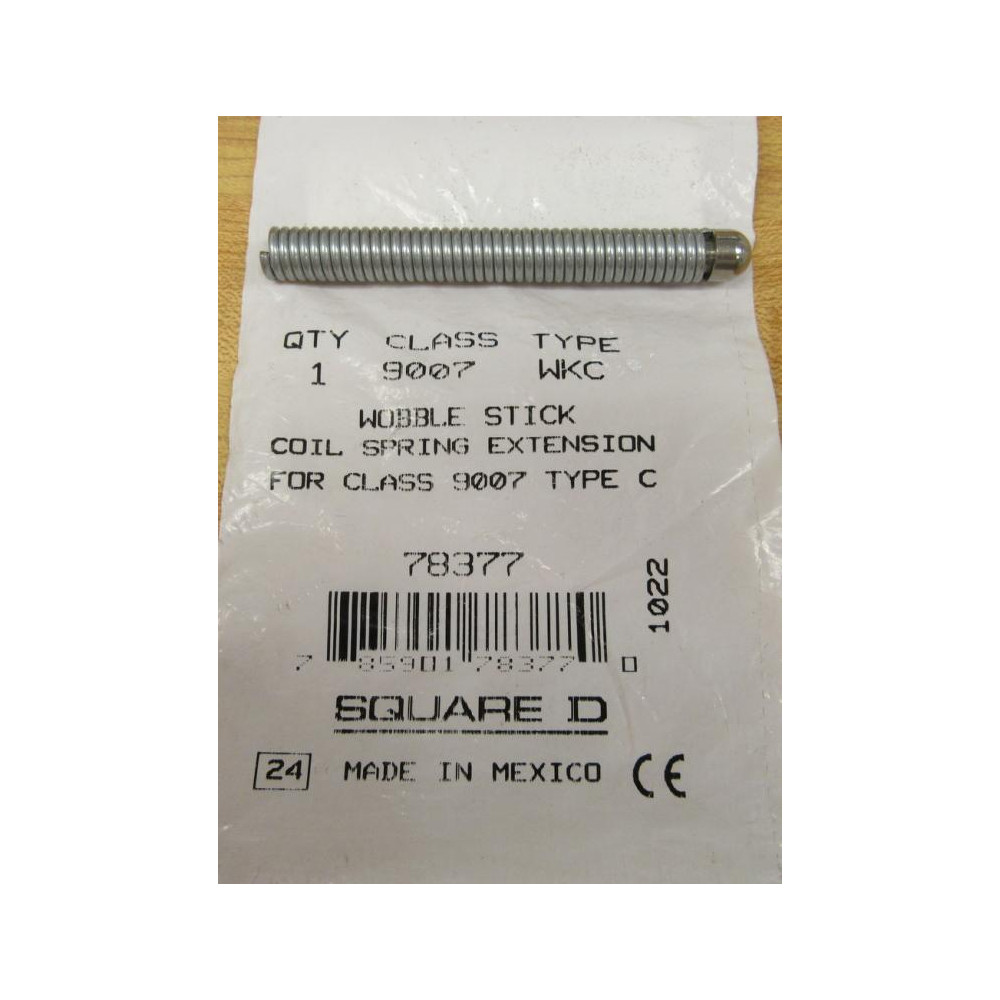 QTY CLASS TYPE
1 9007 WKC
WOBBLE STICK
COIL SPRING EXTENSION
FOR CLASS 9007 TYPE C
78377
1022
7 85901 78377 0
SQUARE D
24 MADE IN MEXICO CE